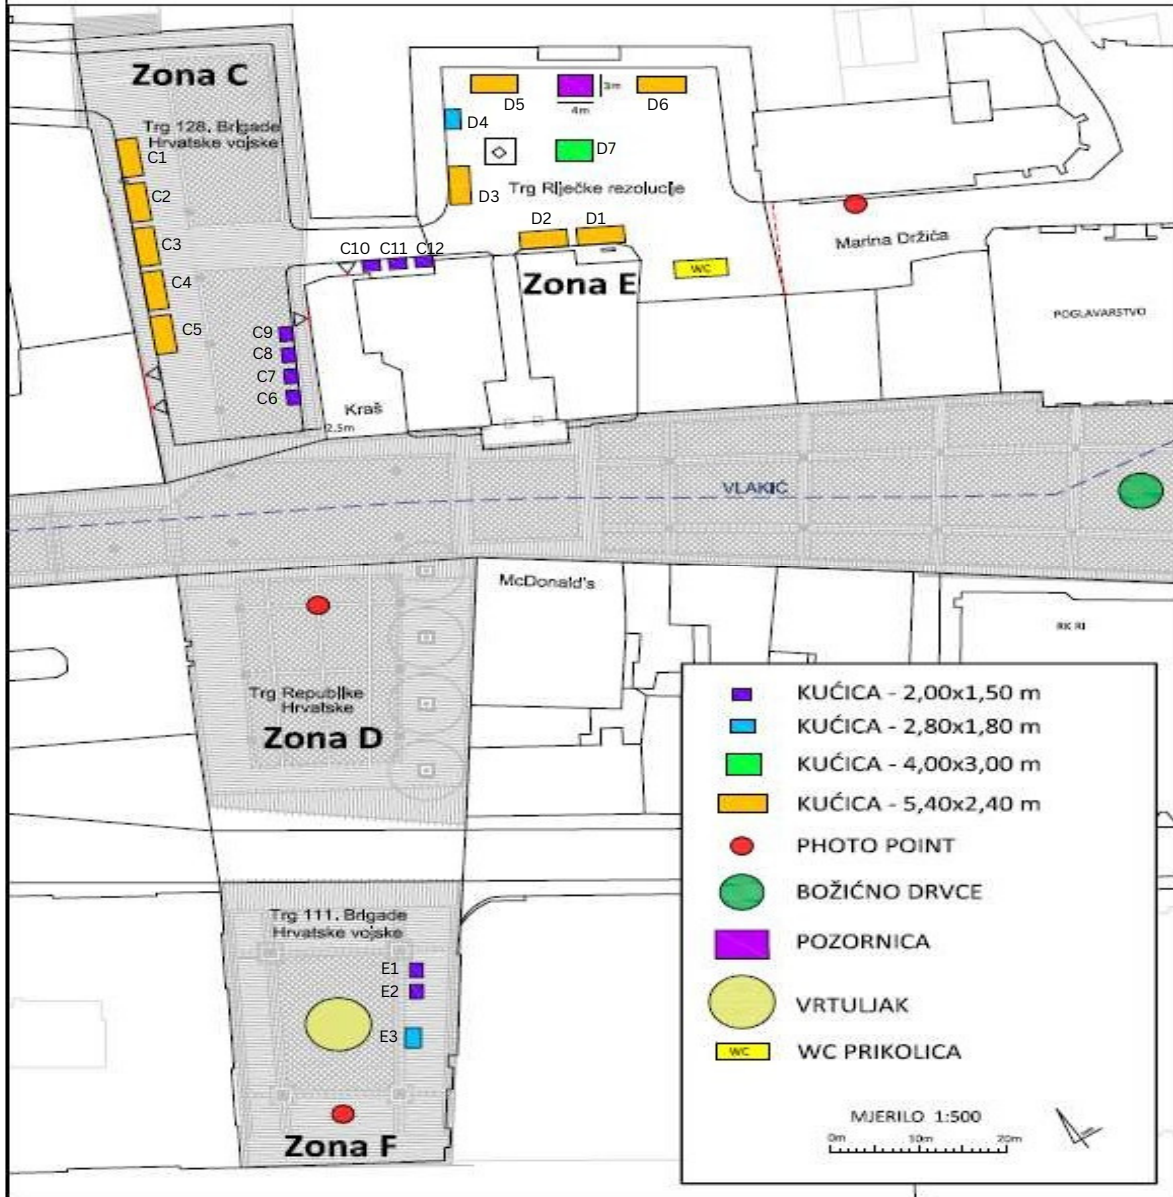 Zona C
Trg 128. Brigade
Hrvatske vojske
C1
C2
C3
C4
C5
C10 C11 C12
C9
C8
C7
C6
Kraš
2.5m
D5
3m
4m
D6
D4
D7
D3
Trg Riječke rezolucije
D2
D1
Zona E
WC
Marina Držića
POGLAVARSTVO
VLAKIĆ
McDonald's
RK RI
Trg Republike
Hrvatske
Zona D
Trg 111. Brigade
Hrvatske vojske
E1
E2
E3
Zona F
KUĆICA - 2,00x1,50 m
KUĆICA - 2,80x1,80 m
KUĆICA - 4,00x3,00 m
KUĆICA - 5,40x2,40 m
PHOTO POINT
BOŽIĆNO DRVCE
POZORNICA
VRTULJAK
WC WC PRIKOLICA
MJERILO 1:500
0m 10m 20m